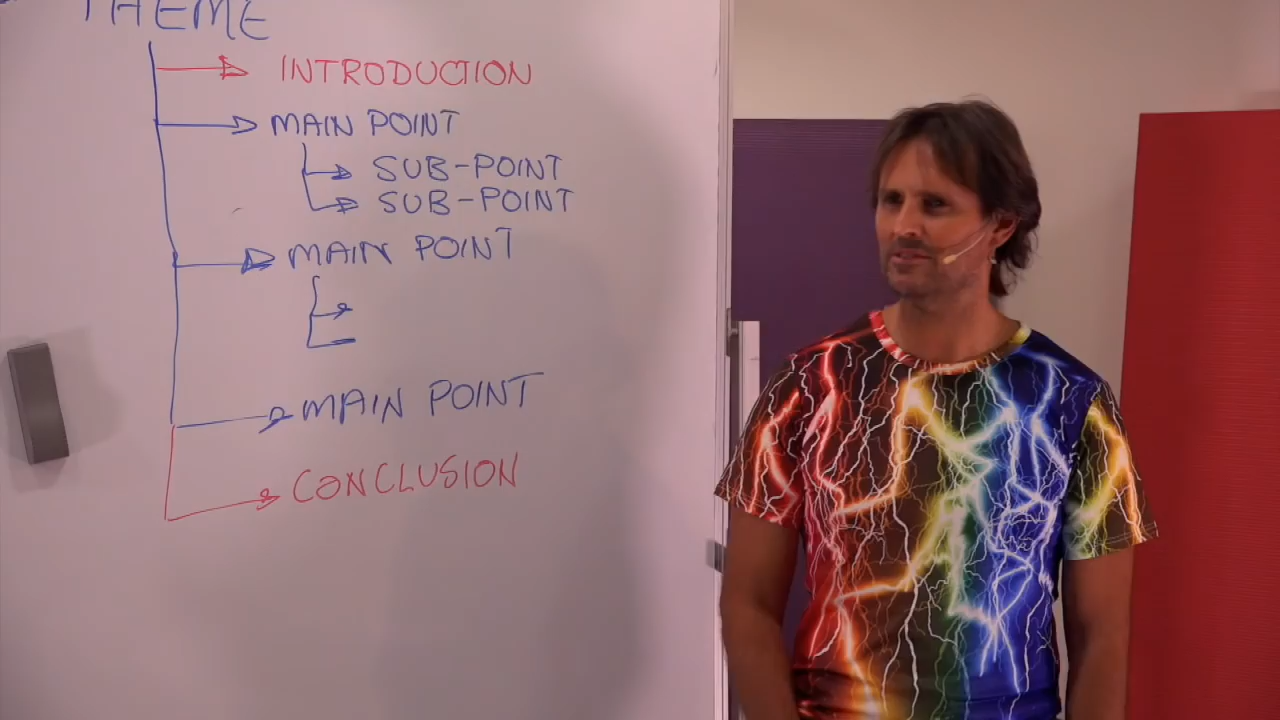 THEME
INTRODUCTION
MAIN POINT
SUB-POINT
SUB-POINT
MAIN POINT
MAIN POINT
CONCLUSION